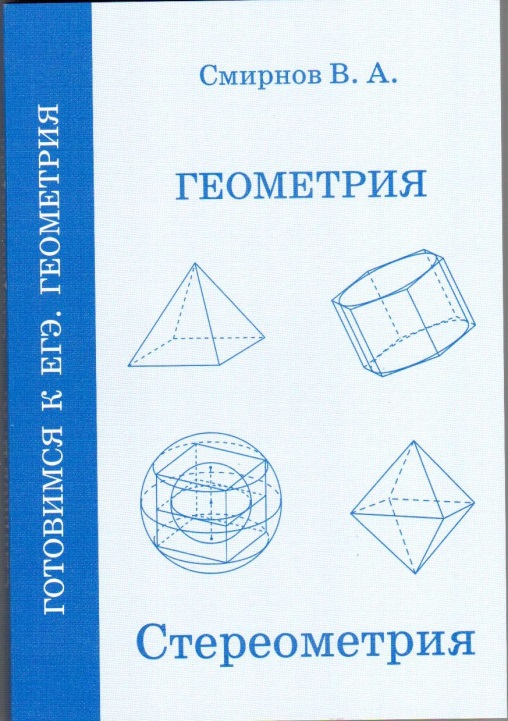 Смирнов В. А.
ГЕОМЕТРИЯ
Стереометрия
ГОТОВИМСЯ К ЕГЭ. ГЕОМЕТРИЯ